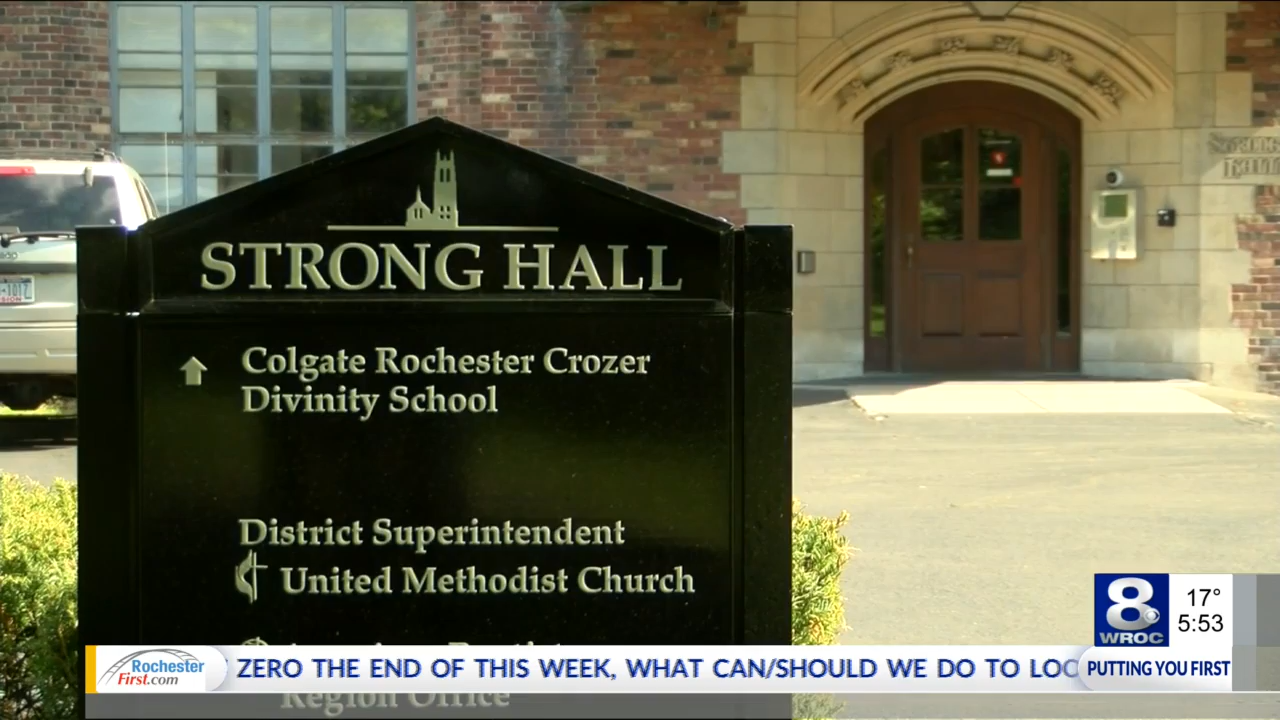 STRONG HALL
Colgate Rochester Crozer
Divinity School
District Superintendent
United Methodist Church
Region Office
8
WROC
17°
5:53
Rochester
First.com
ZERO THE END OF THIS WEEK, WHAT CAN/SHOULD WE DO TO LOC
PUTTING YOU FIRST